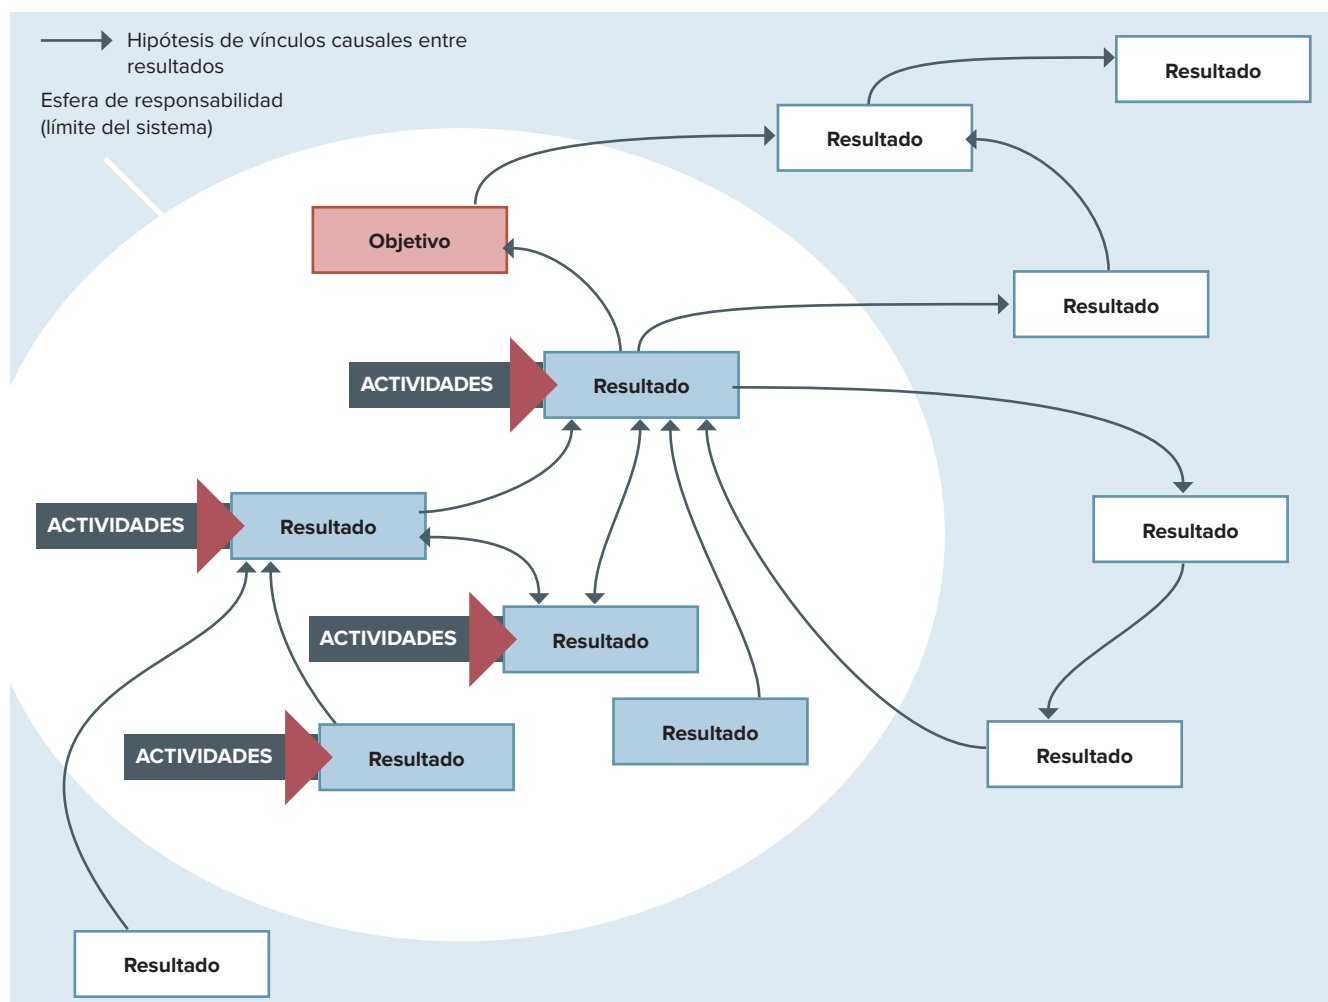 Hipótesis de vínculos causales entre
resultados
Esfera de responsabilidad
(límite del sistema)
Resultado
Resultado
Objetivo
Resultado
ACTIVIDADES
Resultado
ACTIVIDADES
Resultado
Resultado
ACTIVIDADES
Resultado
Resultado
ACTIVIDADES
Resultado
Resultado
Resultado